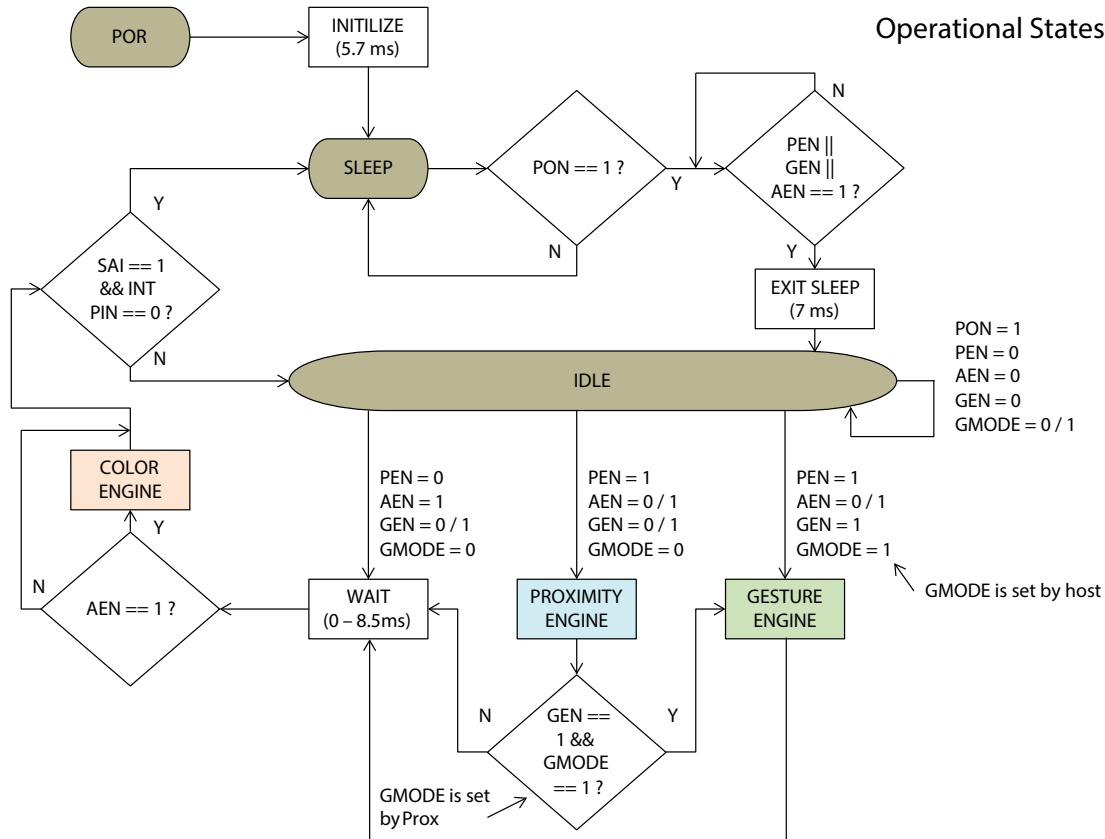 Operational States
POR
INITILIZE
(5.7 ms)
SLEEP
PON == 1 ?
Y
N
PEN ||
GEN ||
AEN == 1 ?
N
Y
EXIT SLEEP
(7 ms)
Y
SAI == 1
&& INT
PIN == 0 ?
N
IDLE
PON = 1
PEN = 0
AEN = 0
GEN = 0
GMODE = 0 / 1
COLOR
ENGINE
Y
N
AEN == 1 ?
PEN = 0
AEN = 1
GEN = 0 / 1
GMODE = 0
PEN = 1
AEN = 0 / 1
GEN = 0 / 1
GMODE = 0
PEN = 1
AEN = 0 / 1
GEN = 1
GMODE = 1
GMODE is set by host
WAIT
(0 – 8.5ms)
PROXIMITY
ENGINE
GESTURE
ENGINE
N
GEN ==
1 &&
GMODE
== 1 ?
Y
GMODE is set
by Prox